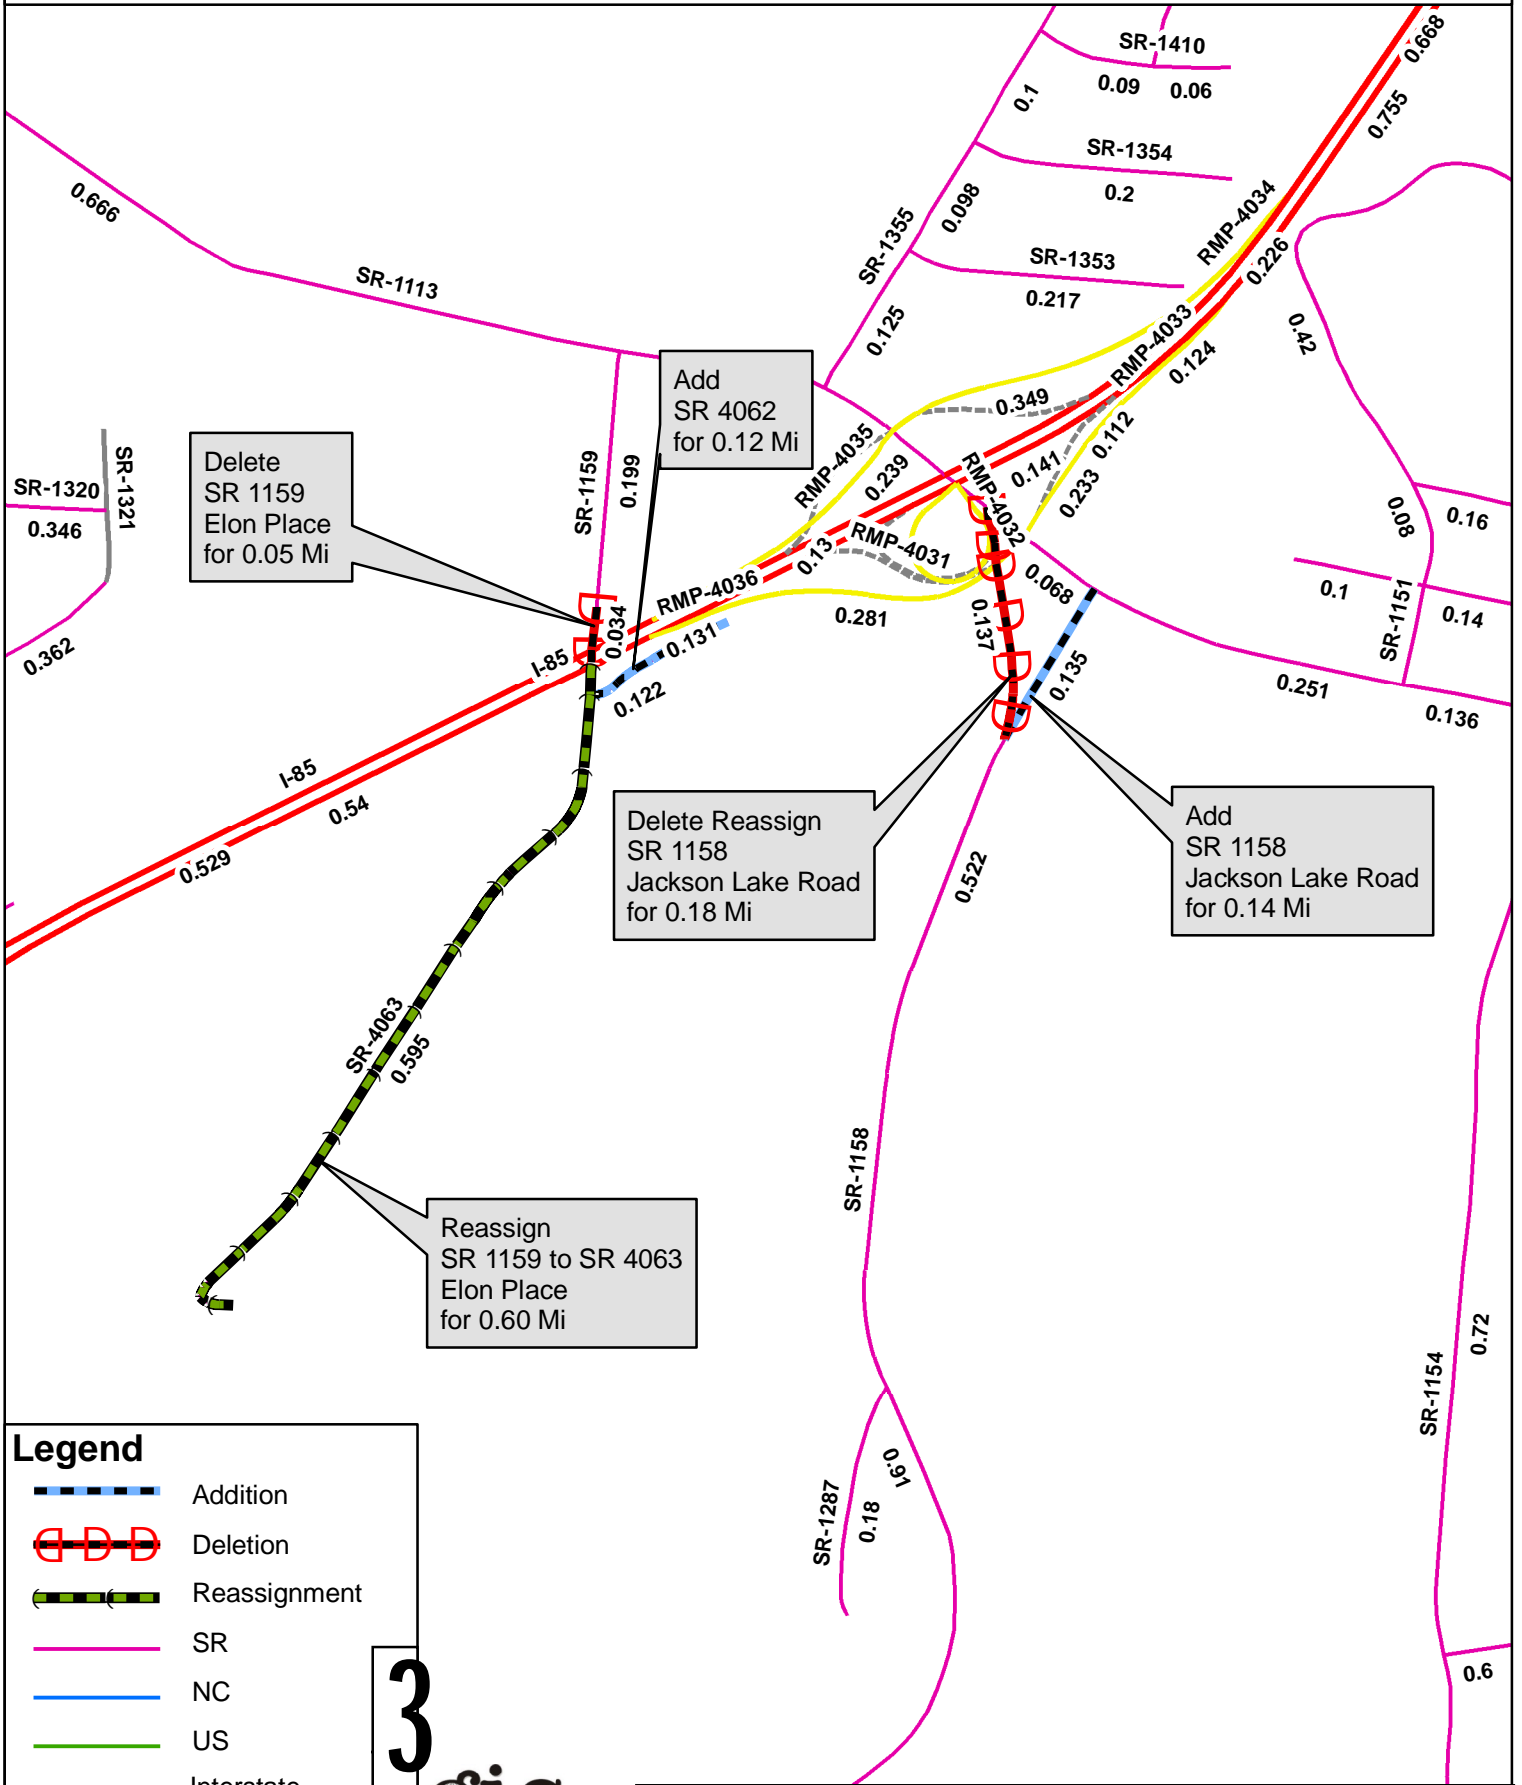 SR-1410
0.668
0.09
0.06
0.1
0.755
SR-1354
0.2
0.666
0.098
RMP-4034
SR-1355
SR-1353
0.226
SR-1113
0.217
0.125
RMP-4033
0.42
0.124
Add
SR 4062
for 0.12 Mi
0.349
0.112
RMP-4035
0.239
RMP-4032
0.141
0.233
Delete
SR 1159
Elon Place
for 0.05 Mi
SR-1159
0.199
SR-1320
SR-1321
0.346
0.16
0.08
0.13
RMP-4031
0.068
RMP-4036
0.281
0.137
0.1
SR-1151
0.14
0.034
0.131
0.362
I-85
0.122
0.135
0.251
0.136
I-85
0.54
0.529
Delete Reassign
SR 1158
Jackson Lake Road
for 0.18 Mi
Add
SR 1158
Jackson Lake Road
for 0.14 Mi
0.522
SR-4063
0.595
SR-1158
Reassign
SR 1159 to SR 4063
Elon Place
for 0.60 Mi
0.72
SR-1154
0.91
SR-1287
0.18
0.6
Legend
Addition
Deletion
Reassignment
SR
NC
US
Interstate
3